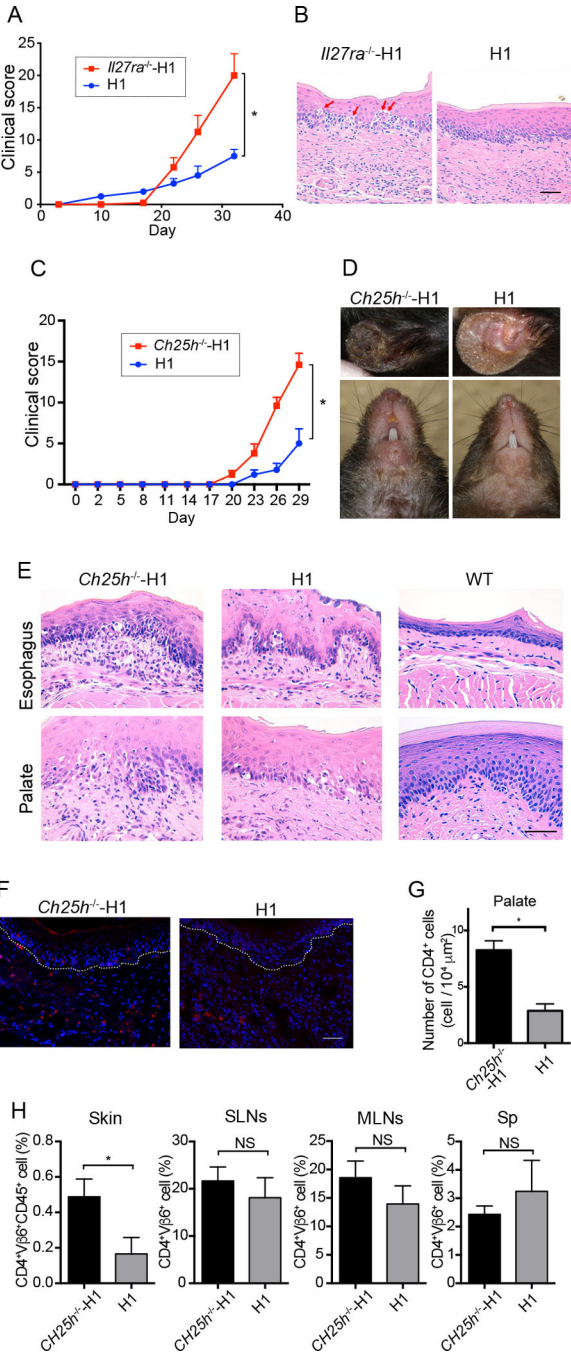 A
Clinical score
25
20
15
10
5
0
0 10 20 30 40
Day
Il27ra-/--H1
H1
*
B
Il27ra-/--H1 H1
C
Clinical score
20
15
10
5
0
0 2 5 8 11 14 17 20 23 26 29
Day
Ch25h-/--H1
H1
*
D
Ch25h-/--H1 H1
E
Ch25h-/--H1 H1 WT
Esophagus
Palate
F
Ch25h-/--H1 H1
G
Palate
Number of CD4+ cells
(cell / 10⁴ μm²)
10
5
0
*
Ch25h-/-
-H1
H1
H
Skin
CD4+Vβ6+CD45+ cell (%)
0.8
0.6
0.4
0.2
0.0
*
CH25h-/--H1
H1
SLNs
CD4+Vβ6+ cell (%)
30
20
10
0
NS
CH25h-/--H1
H1
MLNs
CD4+Vβ6+ cell (%)
25
20
15
10
5
0
NS
CH25h-/--H1
H1
Sp
CD4+Vβ6+ cell (%)
6
4
2
0
NS
CH25h-/--H1
H1